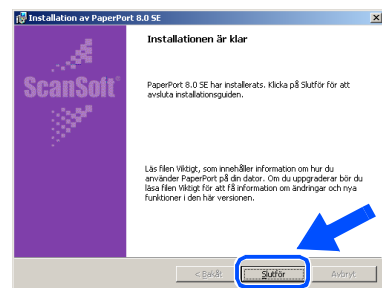 Installation av PaperPort 8.0 SE
Installationen är klar
ScanSoft®
PaperPort 8.0 SE har installerats. Klicka på Slutför för att
avsluta installationsguiden.
Läs filen Viktigt, som innehåller information om hur du
använder PaperPort på din dator. Om du uppgraderar bör du
läsa filen Viktigt för att få information om ändringar och nya
funktioner i den här versionen.
< Bakåt Slutför Avbryt